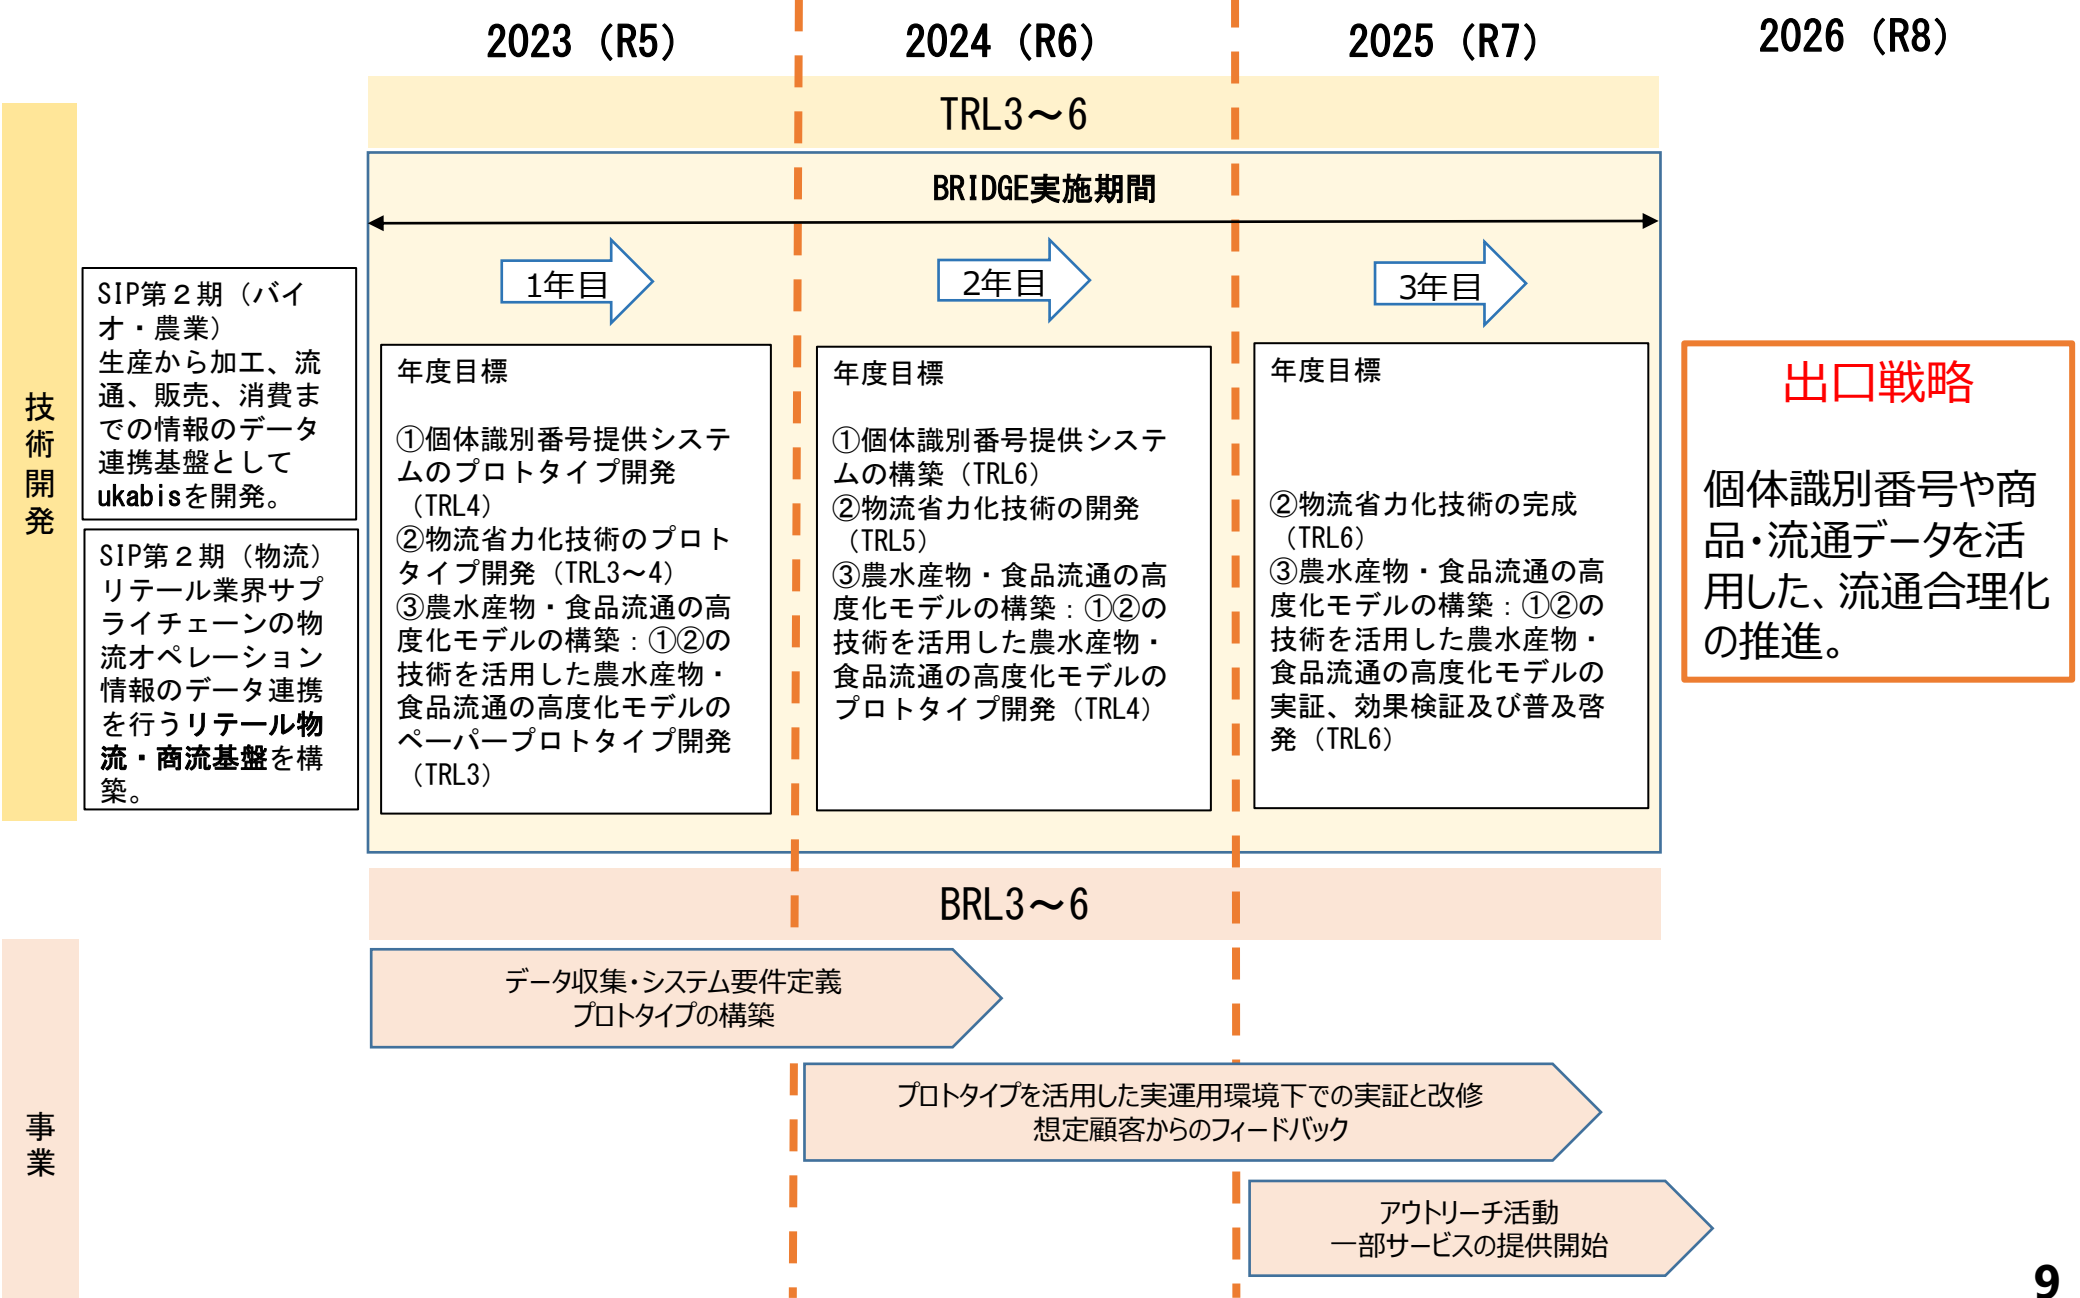 2023（R5）
2024（R6）
2025（R7）
2026（R8）
TRL3～6
BRIDGE実施期間
技術開発
SIP第２期（バイ
オ・農業）
生産から加工、流
通、販売、消費ま
での情報のデータ
連携基盤として
ukabisを開発。
SIP第２期（物流）
リテール業界サプ
ライチェーンの物
流オペレーション
情報のデータ連携
を行うリテール物
流・商流基盤を構
築。
1年目
年度目標
①個体識別番号提供システ
ムのプロトタイプ開発
（TRL4）
②物流省力化技術のプロト
タイプ開発（TRL3～4）
③農水産物・食品流通の高
度化モデルの構築：①②の
技術を活用した農水産物・
食品流通の高度化モデルの
ペーパープロトタイプ開発
（TRL3）
2年目
年度目標
①個体識別番号提供システ
ムの構築（TRL6）
②物流省力化技術の開発
（TRL5）
③農水産物・食品流通の高
度化モデルの構築：①②の
技術を活用した農水産物・
食品流通の高度化モデルの
プロトタイプ開発（TRL4）
3年目
年度目標
②物流省力化技術の完成
（TRL6）
③農水産物・食品流通の高
度化モデルの構築：①②の
技術を活用した農水産物・
食品流通の高度化モデルの
実証、効果検証及び普及啓
発（TRL6）
出口戦略
個体識別番号や商
品・流通データを活
用した、流通合理化
の推進。
BRL3～6
事業
データ収集・システム要件定義
プロトタイプの構築
プロトタイプを活用した実運用環境下での実証と改修
想定顧客からのフィードバック
アウトリーチ活動
一部サービスの提供開始
9